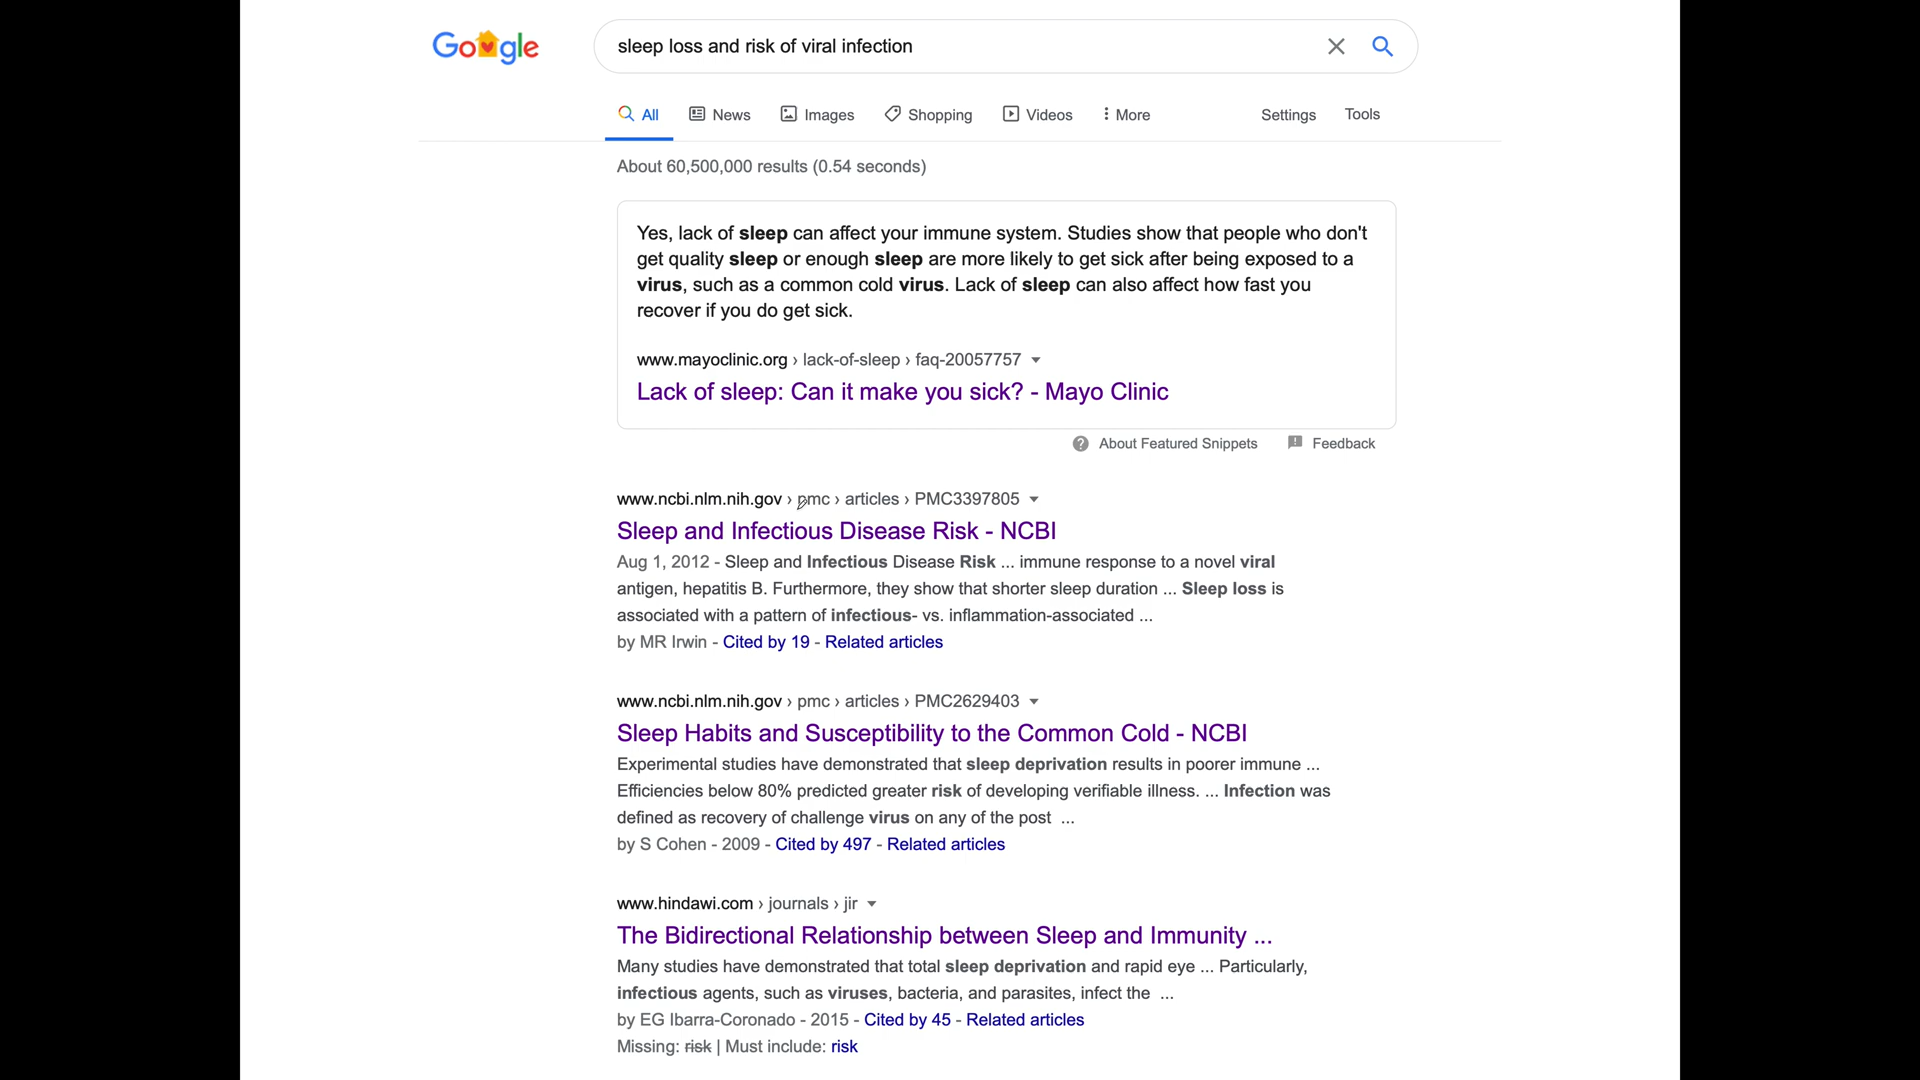 Google
sleep loss and risk of viral infection
All News Images Shopping Videos More Settings Tools
About 60,500,000 results (0.54 seconds)
Yes, lack of sleep can affect your immune system. Studies show that people who don't
get quality sleep or enough sleep are more likely to get sick after being exposed to a
virus, such as a common cold virus. Lack of sleep can also affect how fast you
recover if you do get sick.
www.mayoclinic.org › lack-of-sleep › faq-20057757
Lack of sleep: Can it make you sick? - Mayo Clinic
About Featured Snippets Feedback
www.ncbi.nlm.nih.gov › pmc › articles › PMC3397805
Sleep and Infectious Disease Risk - NCBI
Aug 1, 2012 - Sleep and Infectious Disease Risk ... immune response to a novel viral
antigen, hepatitis B. Furthermore, they show that shorter sleep duration ... Sleep loss is
associated with a pattern of infectious- vs. inflammation-associated ...
by MR Irwin - Cited by 19 - Related articles
www.ncbi.nlm.nih.gov › pmc › articles › PMC2629403
Sleep Habits and Susceptibility to the Common Cold - NCBI
Experimental studies have demonstrated that sleep deprivation results in poorer immune ...
Efficiencies below 80% predicted greater risk of developing verifiable illness. ... Infection was
defined as recovery of challenge virus on any of the post ...
by S Cohen - 2009 - Cited by 497 - Related articles
www.hindawi.com › journals › jir
The Bidirectional Relationship between Sleep and Immunity ...
Many studies have demonstrated that total sleep deprivation and rapid eye ... Particularly,
infectious agents, such as viruses, bacteria, and parasites, infect the ...
by EG Ibarra-Coronado - 2015 - Cited by 45 - Related articles
Missing: risk | Must include: risk